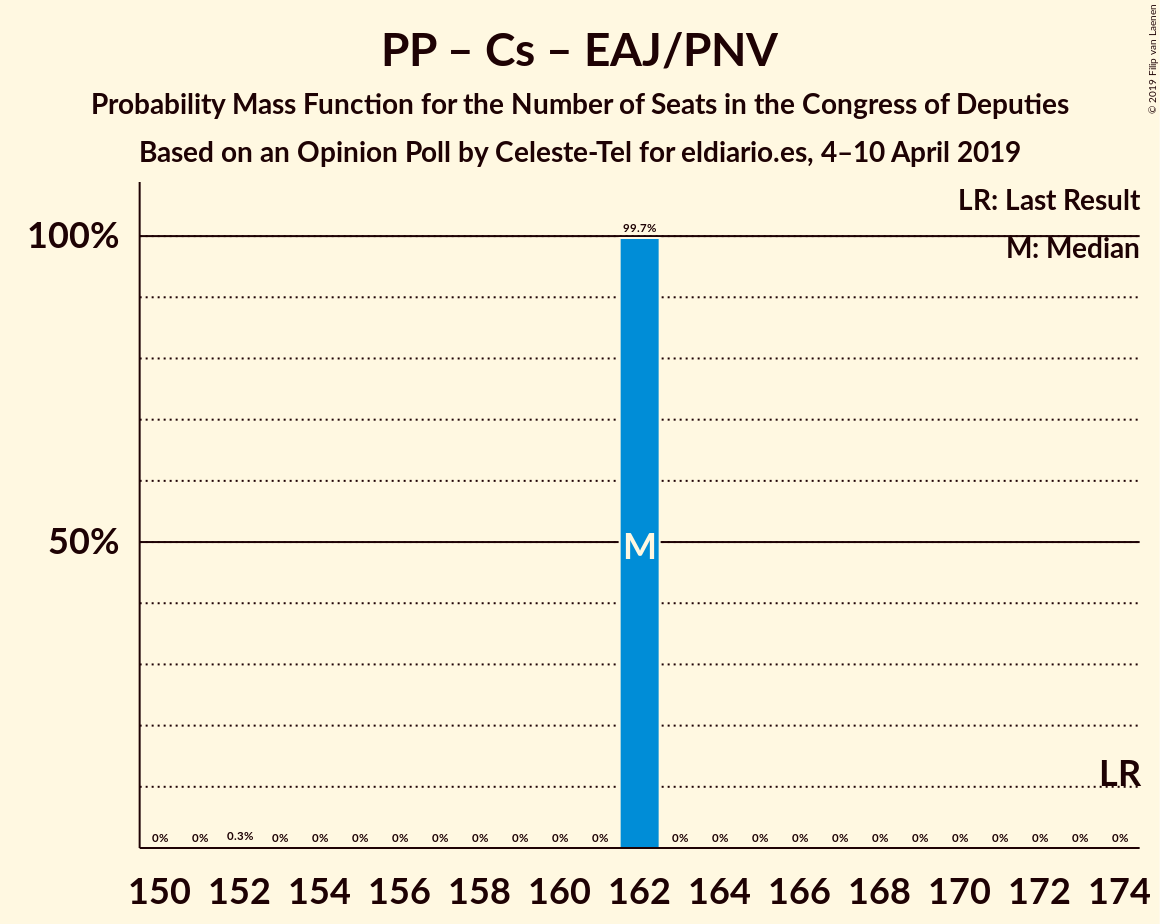 PP – Cs – EAJ/PNV
Probability Mass Function for the Number of Seats in the Congress of Deputies
Based on an Opinion Poll by Celeste-Tel for eldiario.es, 4–10 April 2019
© 2019 Filip van Laenen
LR: Last Result
M: Median
100%
50%
99.7%
M
LR
0% 0% 0.3% 0% 0% 0% 0% 0% 0% 0% 0% 0% 0% 0% 0% 0% 0% 0% 0% 0% 0% 0% 0% 0%
150 152 154 156 158 160 162 164 166 168 170 172 174